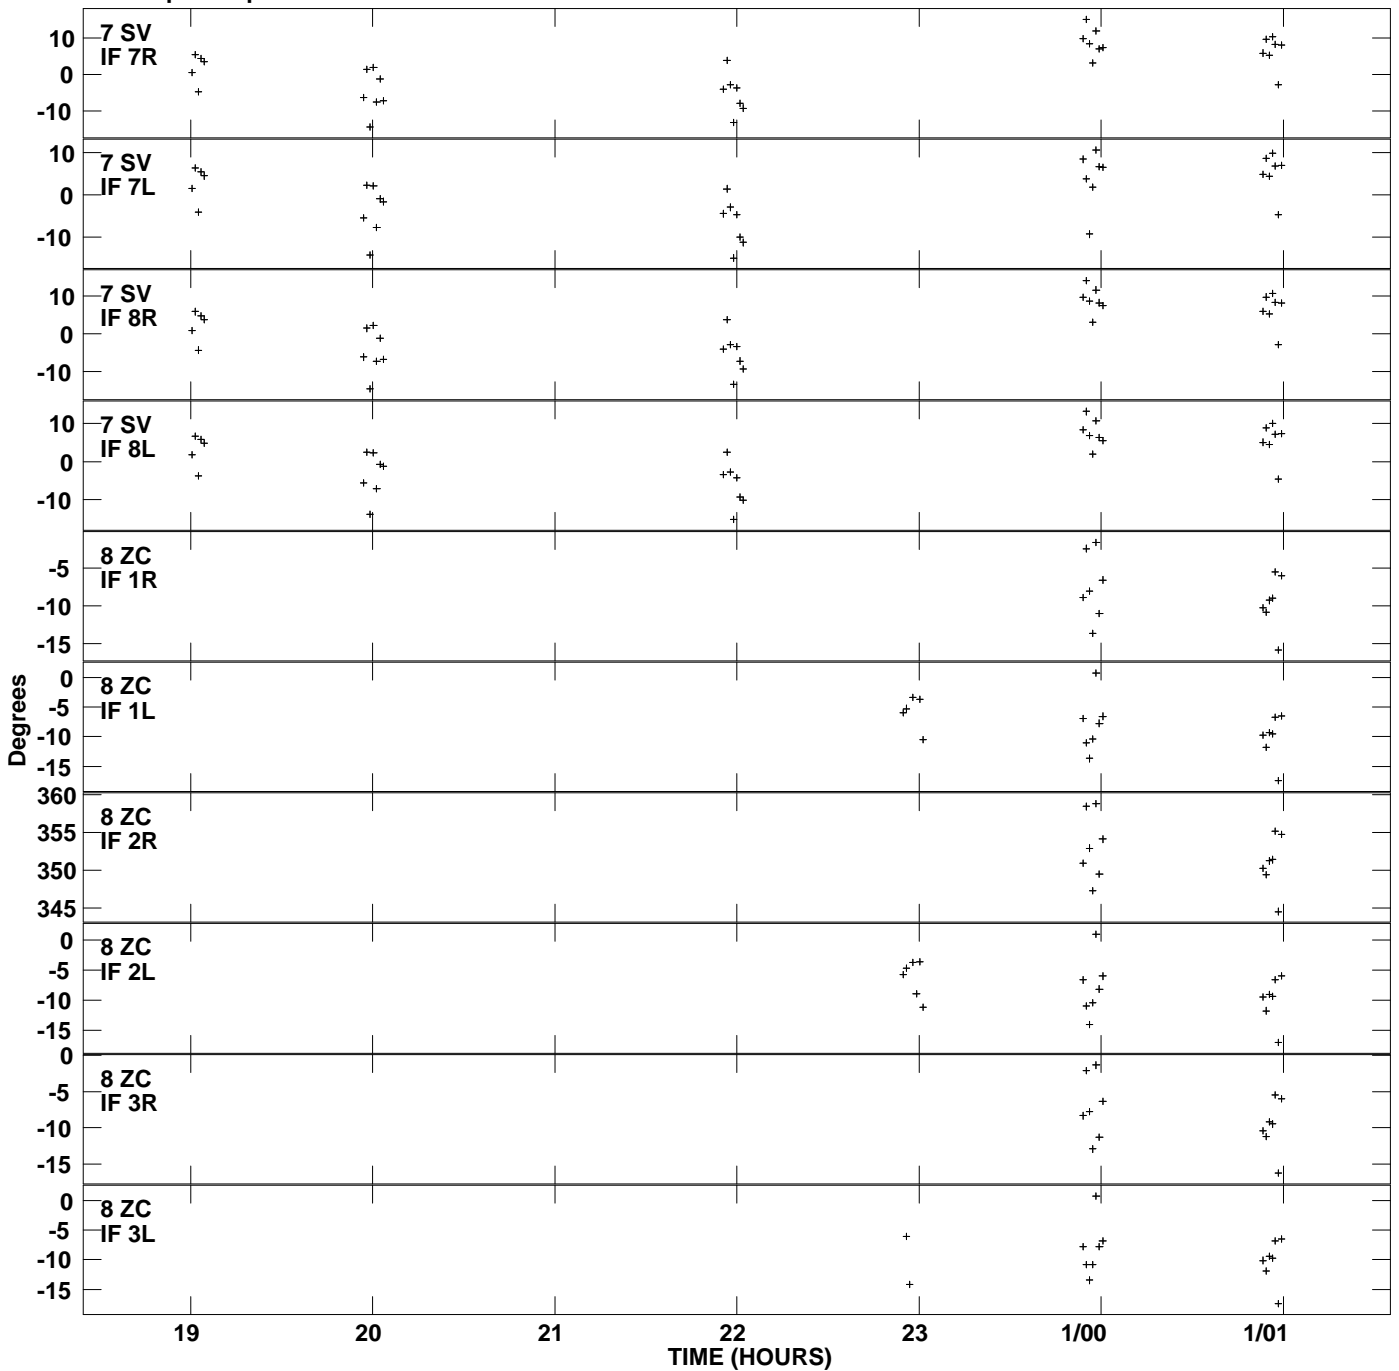 7 SV
IF 7R
10
0
-10
7 SV
IF 7L
10
0
-10
7 SV
IF 8R
10
0
-10
7 SV
IF 8L
10
0
-10
8 ZC
IF 1R
-5
-10
-15
8 ZC
IF 1L
0
-5
-10
-15
8 ZC
IF 2R
360
355
350
345
8 ZC
IF 2L
0
-5
-10
-15
8 ZC
IF 3R
0
-5
-10
-15
8 ZC
IF 3L
0
-5
-10
-15
Degrees
19 20 21 22 23 1/00 1/01
TIME (HOURS)